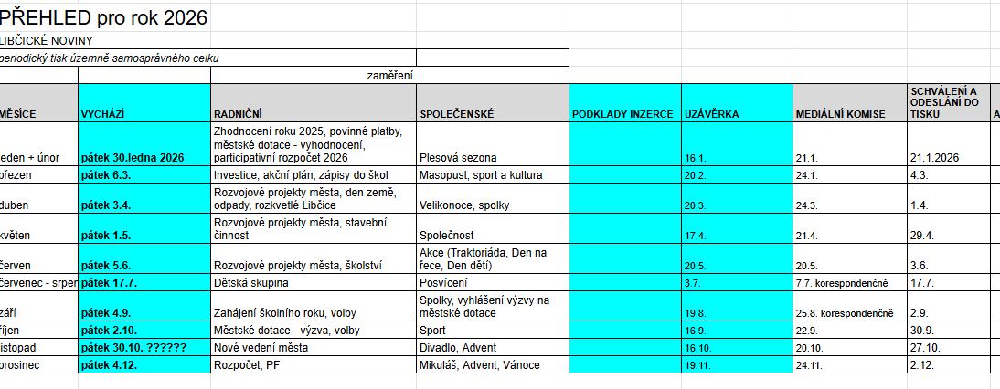 PŘEHLED pro rok 2026
LIBČICKÉ NOVINY
periodický tisk územně samosprávného celku
zaměření
MĚSÍCE VYCHÁZÍ RADNIČNÍ SPOLEČENSKÉ PODKLADY INZERCE UZÁVĚRKA MEDIÁLNÍ KOMISE SCHVÁLENÍ A ODESLÁNÍ DO TISKU A
leden + únor pátek 30.ledna 2026 Zhodnocení roku 2025, povinné platby, městské dotace - vyhodnocení, participativní rozpočet 2026 Plesová sezona 16.1. 21.1. 21.1.2026
březen pátek 6.3. Investice, akční plán, zápisy do škol Masopust, sport a kultura 20.2. 24.1. 4.3.
duben pátek 3.4. Rozvojové projekty města, den země, odpady, rozkvetlé Libčice Velikonoce, spolky 20.3. 24.3. 1.4.
květen pátek 1.5. Rozvojové projekty města, stavební činnost Společnost 17.4. 21.4. 29.4.
červen pátek 5.6. Rozvojové projekty města, školství Akce (Traktoriáda, Den na řece, Den dětí) 20.5. 20.5. 3.6.
červenec - srpen pátek 17.7. Dětská skupina Posvícení 3.7. 7.7. korespondenčně 17.7.
září pátek 4.9. Zahájení školního roku, volby Spolky, vyhlášení výzvy na městské dotace 19.8. 25.8. korespondenčně 2.9.
říjen pátek 2.10. Městské dotace - výzva, volby Sport 16.9. 22.9. 30.9.
listopad pátek 30.10. ?????? Nové vedení města Divadlo, Advent 16.10. 20.10. 27.10.
prosinec pátek 4.12. Rozpočet, PF Mikuláš, Advent, Vánoce 19.11. 24.11. 2.12.